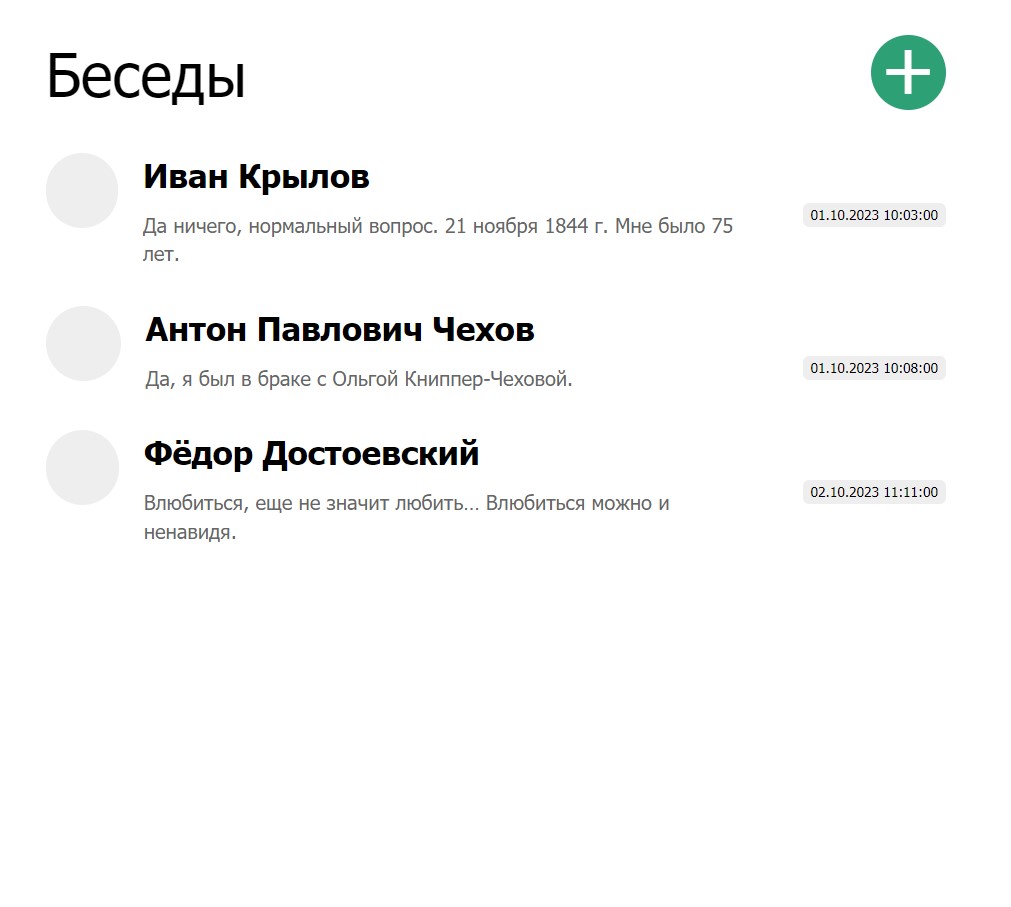 Беседы
Иван Крылов
Да ничего, нормальный вопрос. 21 ноября 1844 г. Мне было 75
лет.
01.10.2023 10:03:00
Антон Павлович Чехов
Да, я был в браке с Ольгой Книппер-Чеховой.
01.10.2023 10:08:00
Фёдор Достоевский
Влюбиться, еще не значит любить… Влюбиться можно и
ненавидя.
02.10.2023 11:11:00